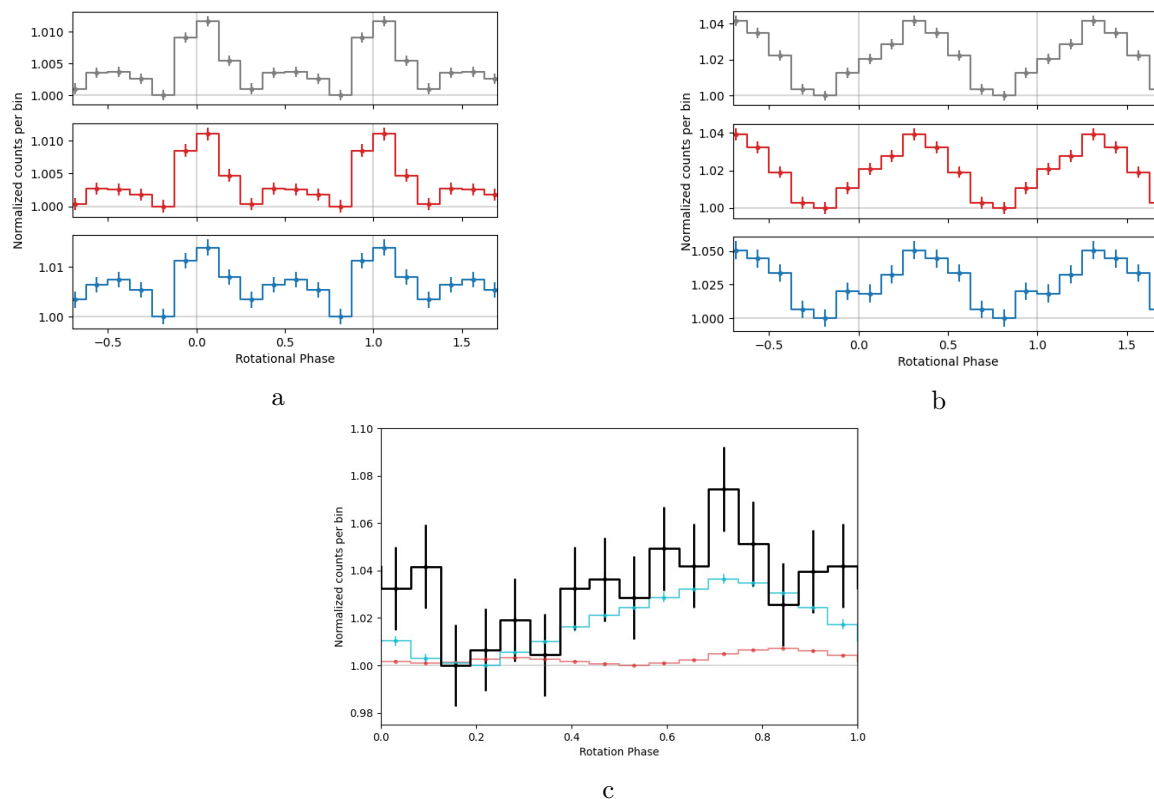 1.010
1.005
1.000
1.010
1.005
1.000
1.01
1.00
Normalized counts per bin
−0.5 0.0 0.5 1.0 1.5
Rotational Phase
a
1.04
1.02
1.00
1.04
1.02
1.00
1.050
1.025
1.000
Normalized counts per bin
−0.5 0.0 0.5 1.0 1.5
Rotational Phase
b
1.10
1.08
1.06
1.04
1.02
1.00
0.98
Normalized counts per bin
0.0 0.2 0.4 0.6 0.8 1.0
Rotation Phase
c